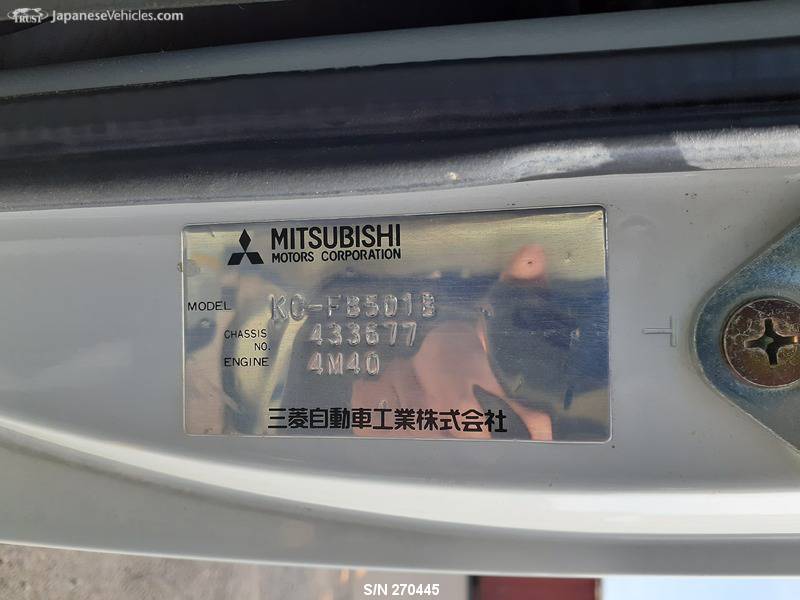 TRUST JapaneseVehicles.com
MITSUBISHI
MOTORS CORPORATION
MODEL KC-FB501B
CHASSIS NO. 433677
ENGINE 4M40
三菱自動車工業株式会社
S/N 270445